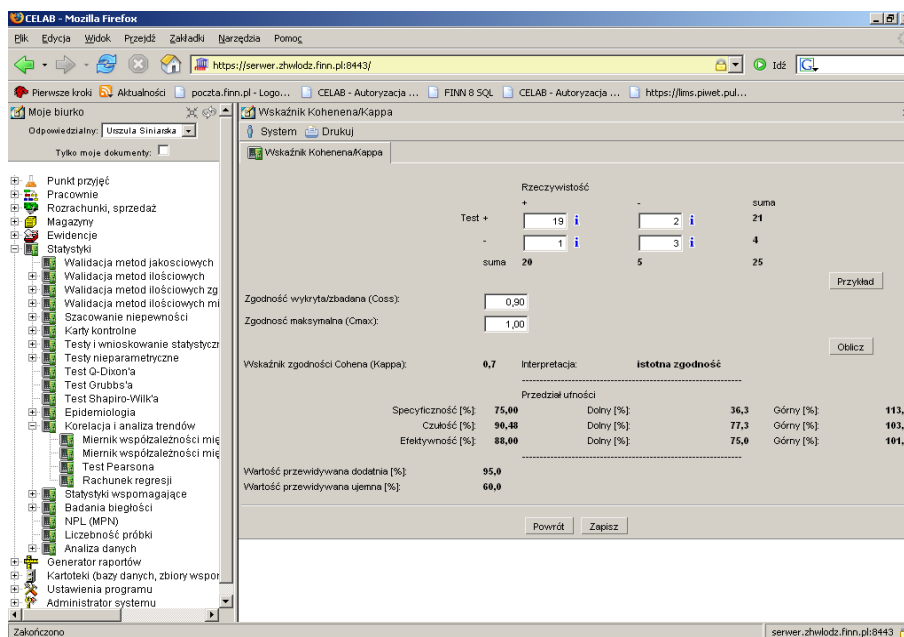 CELAB - Mozilla Firefox
Plik Edycja Widok Przejdź Zakładki Narzędzia Pomoc
https://serwer.zhwlodz.finn.pl:8443/ Idź G
Pierwsze kroki Aktualności poczta.finn.pl - Logo... CELAB - Autoryzacja ... FINN 8 SQL CELAB - Autoryzacja ... https://lims.piwet.pul...
Moje biurko
Odpowiedzialny: Urszula Siniarska
Tylko moje dokumenty:
Punkt przyjęć
Pracownie
Rozrachunki, sprzedaż
Magazyny
Ewidencje
Statystyki
Walidacja metod jakosciowych
Walidacja metod ilościowych
Walidacja metod ilościowych zg
Walidacja metod ilościowych mi
Szacowanie niepewności
Karty kontrolne
Testy i wnioskowanie statystyczr
Testy nieparametryczne
Test Q-Dixon'a
Test Grubbs'a
Test Shapiro-Wilk'a
Epidemiologia
Korelacja i analiza trendów
Miernik współzależności mię
Miernik współzależności mię
Test Pearsona
Rachunek regresji
Statystyki wspomagające
Badania biegłości
NPL (MPN)
Liczebność próbki
Analiza danych
Generator raportów
Kartoteki (bazy danych, zbiory wspor
Ustawienia programu
Administrator systemu
Wskaźnik Kohenena/Kappa
System Drukuj
Wskaźnik Kohenena/Kappa
Rzeczywistość
+ - suma
Test + 19 i 2 i 21
- 1 i 3 i 4
suma 20 5 25
Przykład
Zgodność wykryta/zbadana (Coss): 0,90
Zgodnosć maksymalna (Cmax): 1,00
Oblicz
Wskaźnik zgodności Cohena (Kappa): 0,7 Interpretacja: istotna zgodność
Przedział ufności
Specyficzność [%]: 75,00 Dolny [%]: 36,3 Górny [%]: 113,
Czułość [%]: 90,48 Dolny [%]: 77,3 Górny [%]: 103,
Efektywność [%]: 88,00 Dolny [%]: 75,0 Górny [%]: 101,
Wartość przewidywana dodatnia [%]: 95,0
Wartość przewidywana ujemna [%]: 60,0
Powrót Zapisz
Zakończono serwer.zhwlodz.finn.pl:8443